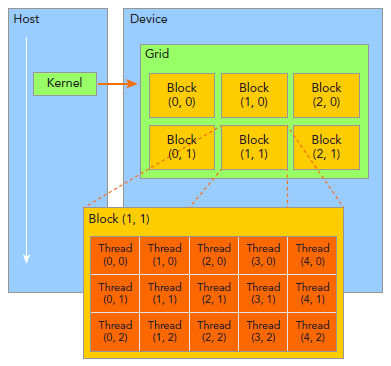 Host
Device
Grid
Kernel
Block
(0, 0)
Block
(1, 0)
Block
(2, 0)
Block
(0, 1)
Block
(1, 1)
Block
(2, 1)
Block (1, 1)
Thread
(0, 0)
Thread
(1, 0)
Thread
(2, 0)
Thread
(3, 0)
Thread
(4, 0)
Thread
(0, 1)
Thread
(1, 1)
Thread
(2, 1)
Thread
(3, 1)
Thread
(4, 1)
Thread
(0, 2)
Thread
(1, 2)
Thread
(2, 2)
Thread
(3, 2)
Thread
(4, 2)